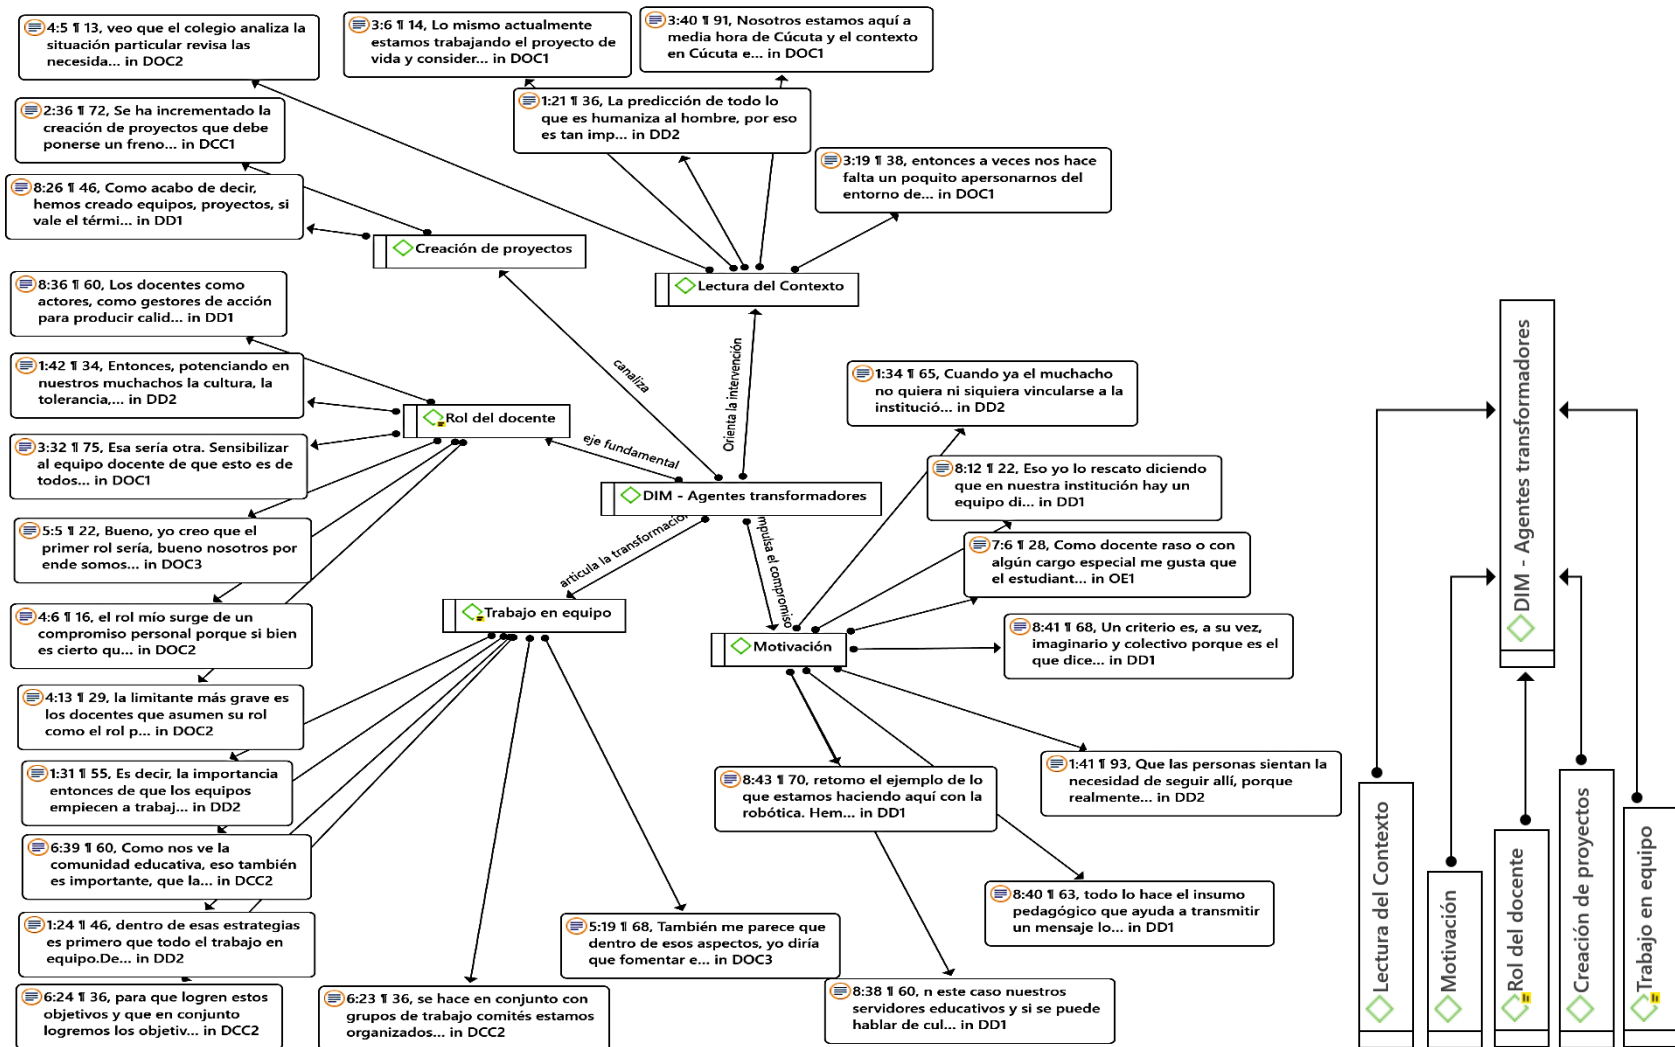 4:5 ¶ 13, veo que el colegio analiza la
situación particular revisa las
necesida... in DOC2
3:6 ¶ 14, Lo mismo actualmente
estamos trabajando el proyecto de
vida y consider... in DOC1
3:40 ¶ 91, Nosotros estamos aquí a
media hora de Cúcuta y el contexto
en Cúcuta e... in DOC1
2:36 ¶ 72, Se ha incrementado la
creación de proyectos que debe
ponerse un freno... in DCC1
1:21 ¶ 36, La predicción de todo lo
que es humaniza al hombre, por eso
es tan imp... in DD2
3:19 ¶ 38, entonces a veces nos hace
falta un poquito apersonarnos del
entorno de... in DOC1
8:26 ¶ 46, Como acabo de decir,
hemos creado equipos, proyectos, si
vale el térmi... in DD1
Creación de proyectos
Lectura del Contexto
8:36 ¶ 60, Los docentes como
actores, como gestores de acción
para producir calid... in DD1
canaliza
Orienta la intervención
1:42 ¶ 34, Entonces, potenciando en
nuestros muchachos la cultura, la
tolerancia,... in DD2
1:34 ¶ 65, Cuando ya el muchacho
no quiera ni siquiera vincularse a la
institució... in DD2
Rol del docente
eje fundamental
3:32 ¶ 75, Esa sería otra. Sensibilizar
al equipo docente de que esto es de
todos... in DOC1
8:12 ¶ 22, Eso yo lo rescato diciendo
que en nuestra institución hay un
equipo di... in DD1
DIM - Agentes transformadores
5:5 ¶ 22, Bueno, yo creo que el
primer rol sería, bueno nosotros por
ende somos... in DOC3
articula la transformación
mpulsa el compromiso
7:6 ¶ 28, Como docente raso o con
algún cargo especial me gusta que
el estudiant... in OE1
4:6 ¶ 16, el rol mío surge de un
compromiso personal porque si bien
es cierto qu... in DOC2
Trabajo en equipo
Motivación
8:41 ¶ 68, Un criterio es, a su vez,
imaginario y colectivo porque es el
que dice... in DD1
4:13 ¶ 29, la limitante más grave es
los docentes que asumen su rol
como el rol p... in DOC2
1:31 ¶ 55, Es decir, la importancia
entonces de que los equipos
empiecen a trabaj... in DD2
8:43 ¶ 70, retomo el ejemplo de lo
que estamos haciendo aquí con la
robótica. Hem... in DD1
1:41 ¶ 93, Que las personas sientan la
necesidad de seguir allí, porque
realmente... in DD2
6:39 ¶ 60, Como nos ve la
comunidad educativa, eso también
es importante, que la... in DCC2
8:40 ¶ 63, todo lo hace el insumo
pedagógico que ayuda a transmitir
un mensaje lo... in DD1
1:24 ¶ 46, dentro de esas estrategias
es primero que todo el trabajo en
equipo.De... in DD2
5:19 ¶ 68, También me parece que
dentro de esos aspectos, yo diría
que fomentar e... in DOC3
6:24 ¶ 36, para que logren estos
objetivos y que en conjunto
logremos los objetiv... in DCC2
6:23 ¶ 36, se hace en conjunto con
grupos de trabajo comités estamos
organizados... in DCC2
8:38 ¶ 60, n este caso nuestros
servidores educativos y si se puede
hablar de cul... in DD1
DIM - Agentes transformadores
Lectura del Contexto
Motivación
Rol del docente
Creación de proyectos
Trabajo en equipo